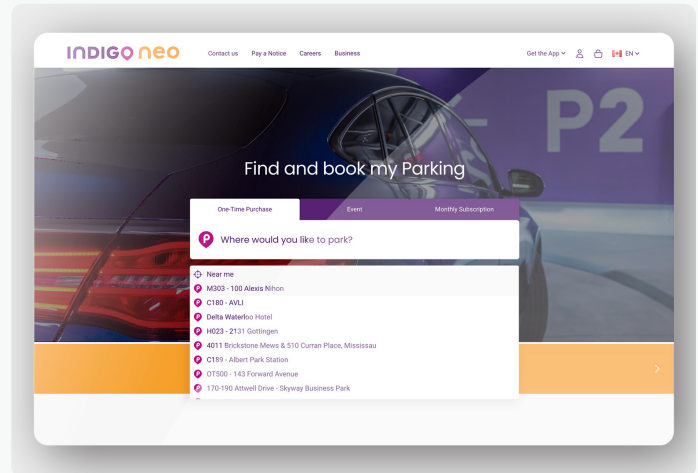 INDIGO neo
Contact us Pay a Notice Careers Business
Get the App EN
P2
Find and book my Parking
One-Time Purchase Event Monthly Subscription
Where would you like to park?
Near me
M303 - 100 Alexis Nihon
C180 - AVLI
Delta Waterloo Hotel
H023 - 2131 Gottingen
4011 Brickstone Mews & 510 Curran Place, Mississau
C189 - Albert Park Station
OT500 - 143 Forward Avenue
170-190 Attwell Drive - Skyway Business Park